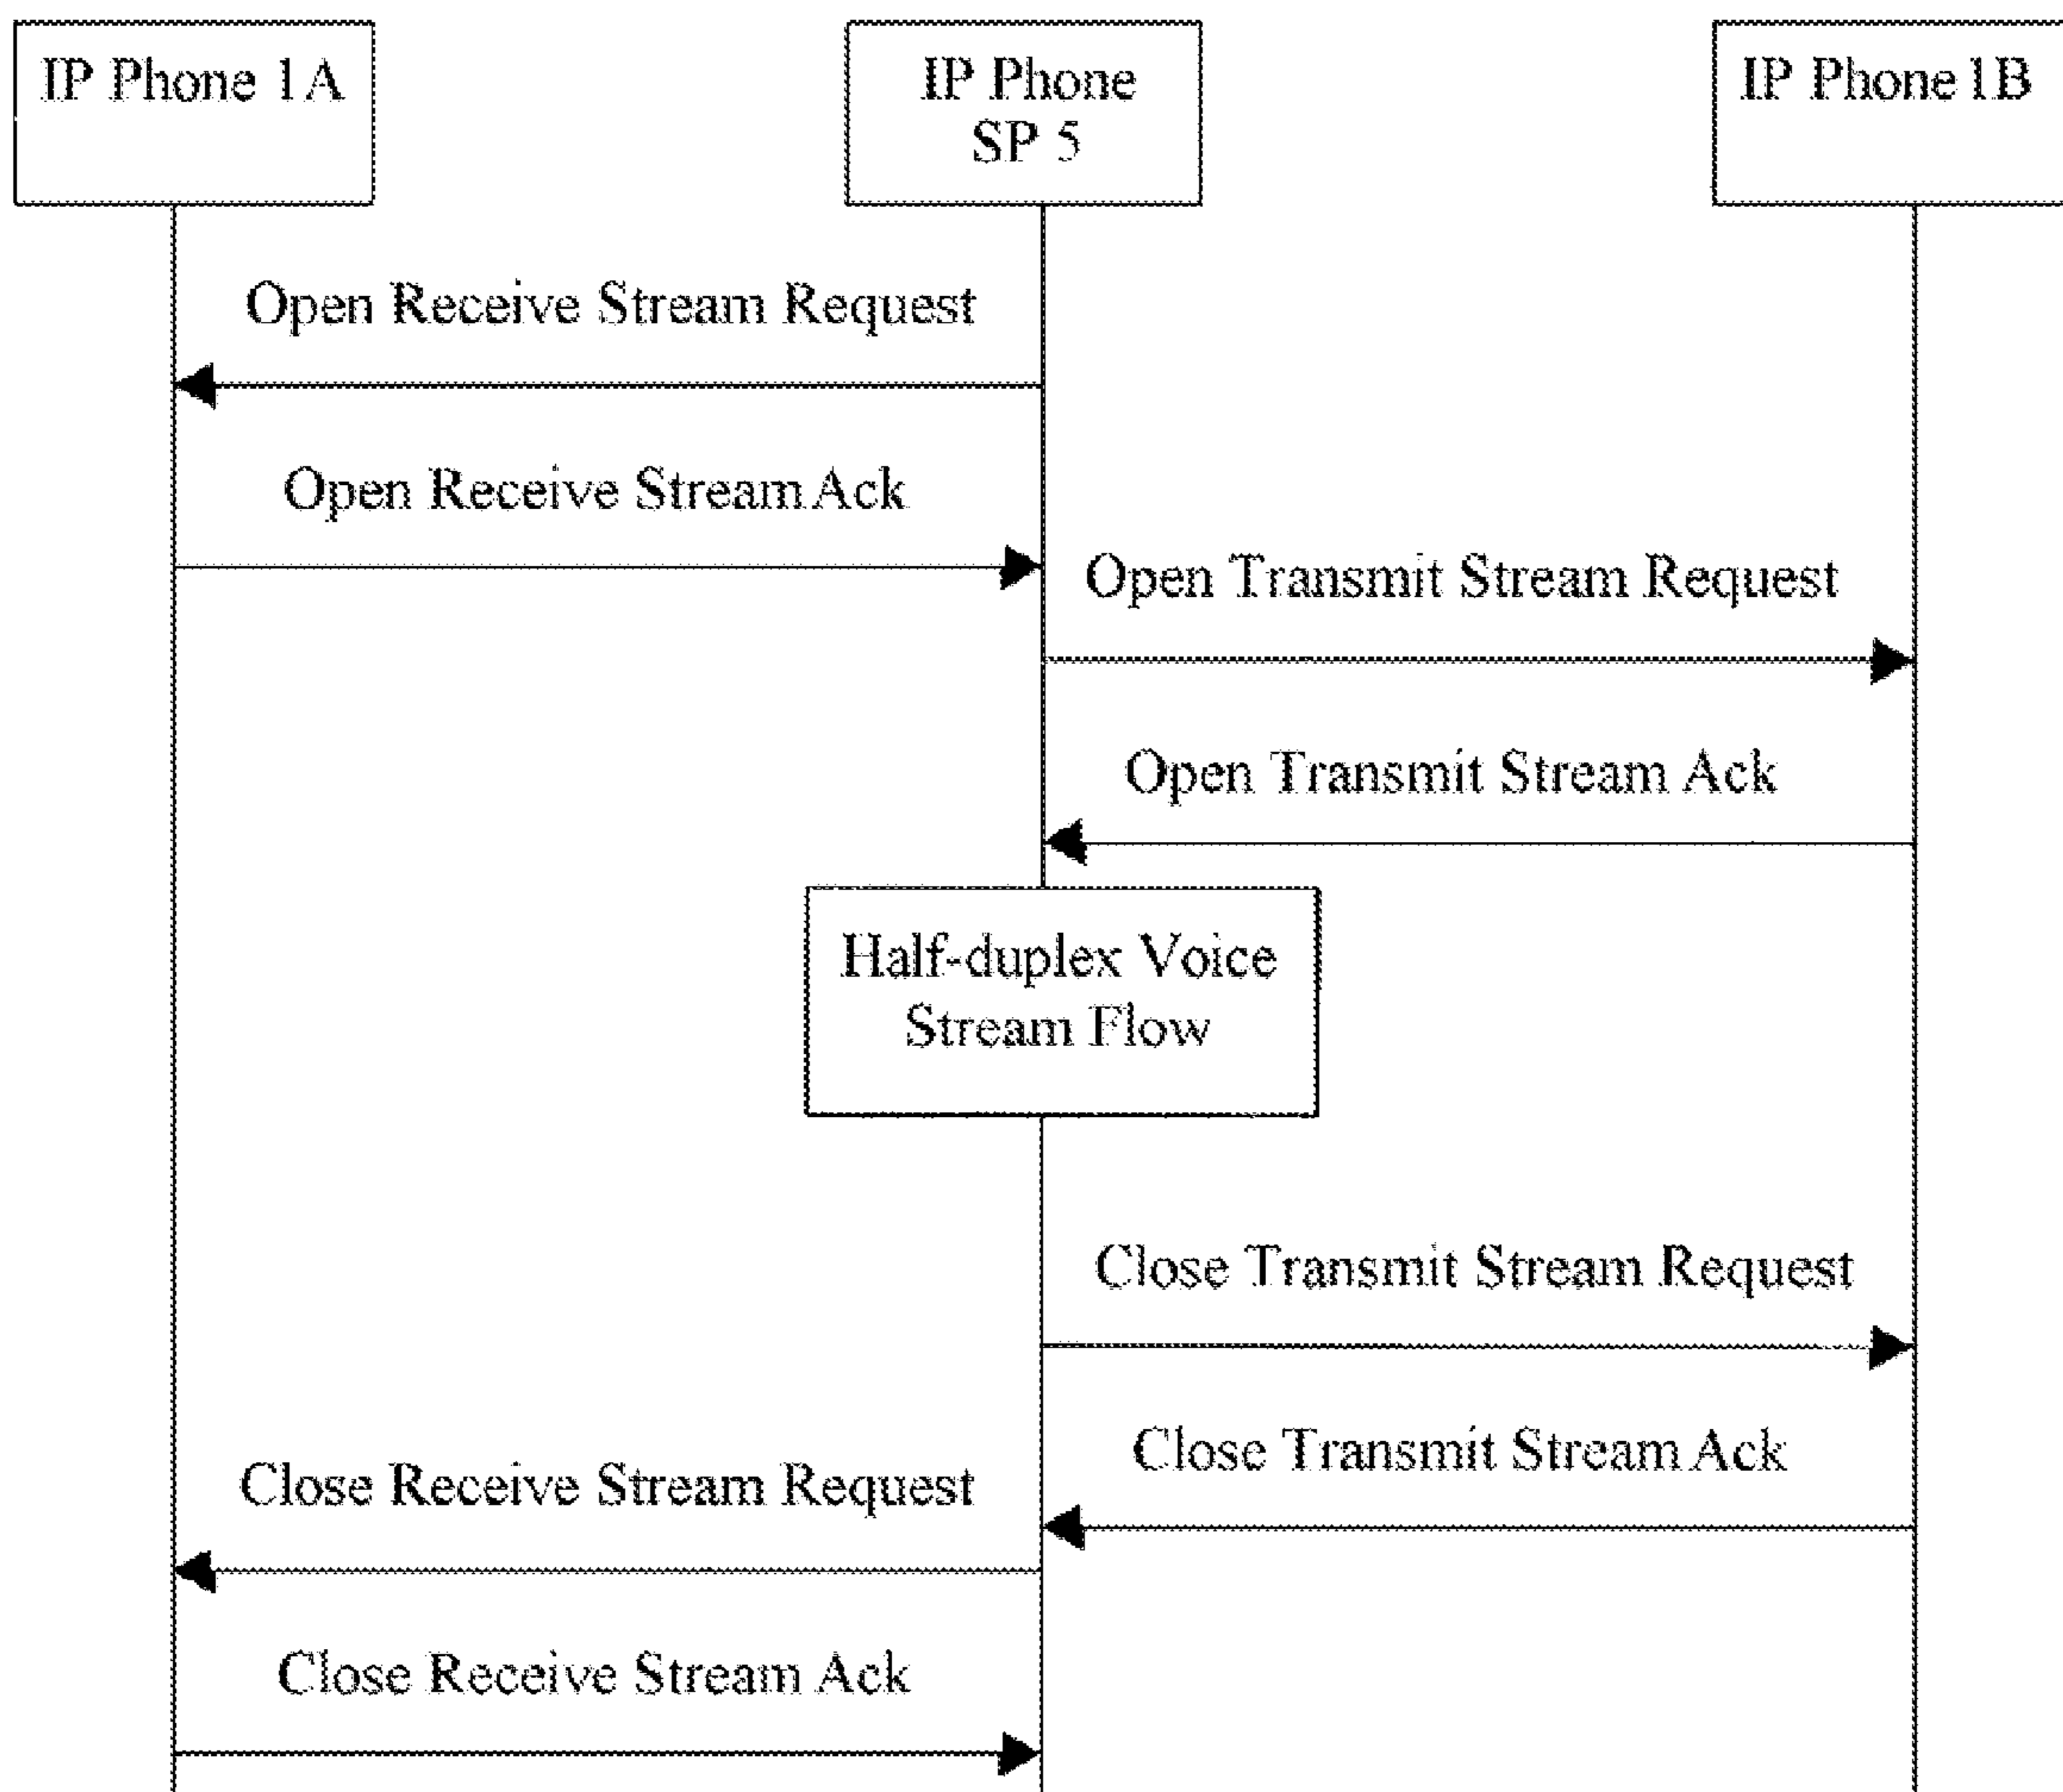 IP Phone 1A
IP Phone
SP 5
IP Phone 1B
Open Receive Stream Request
Open Receive Stream Ack
Open Transmit Stream Request
Open Transmit Stream Ack
Half-duplex Voice
Stream Flow
Close Transmit Stream Request
Close Transmit Stream Ack
Close Receive Stream Request
Close Receive Stream Ack